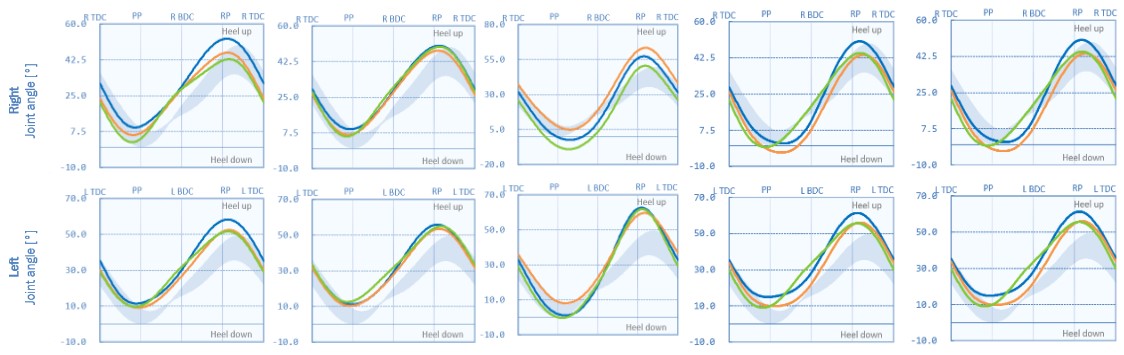 R TDC PP R BDC RP R TDC R TDC PP R BDC RP R TDC R TDC PP R BDC RP R TDC R TDC PP R BDC RP R TDC R TDC PP R BDC RP R TDC
60.0 60.0 80.0 60.0 60.0
Heel up Heel up Heel up Heel up Heel up
42.5 42.5 55.0 42.5 42.5
Right
Joint angle [°]
25.0 25.0 30.0 25.0 25.0
7.5 7.5 5.0 7.5 7.5
Heel down Heel down Heel down Heel down Heel down
-10.0 -10.0 -20.0 -10.0 -10.0
L TDC PP L BDC RP L TDC L TDC PP L BDC RP L TDC L TDC PP L BDC RP L TDC L TDC PP L BDC RP L TDC L TDC PP L BDC RP L TDC
70.0 70.0 70.0 70.0 70.0
Heel up Heel up Heel up Heel up Heel up
50.0 50.0 50.0 50.0 50.0
Left
Joint angle [°]
30.0 30.0 30.0 30.0 30.0
10.0 10.0 10.0 10.0 10.0
Heel down Heel down Heel down Heel down Heel down
-10.0 -10.0 -10.0 -10.0 -10.0